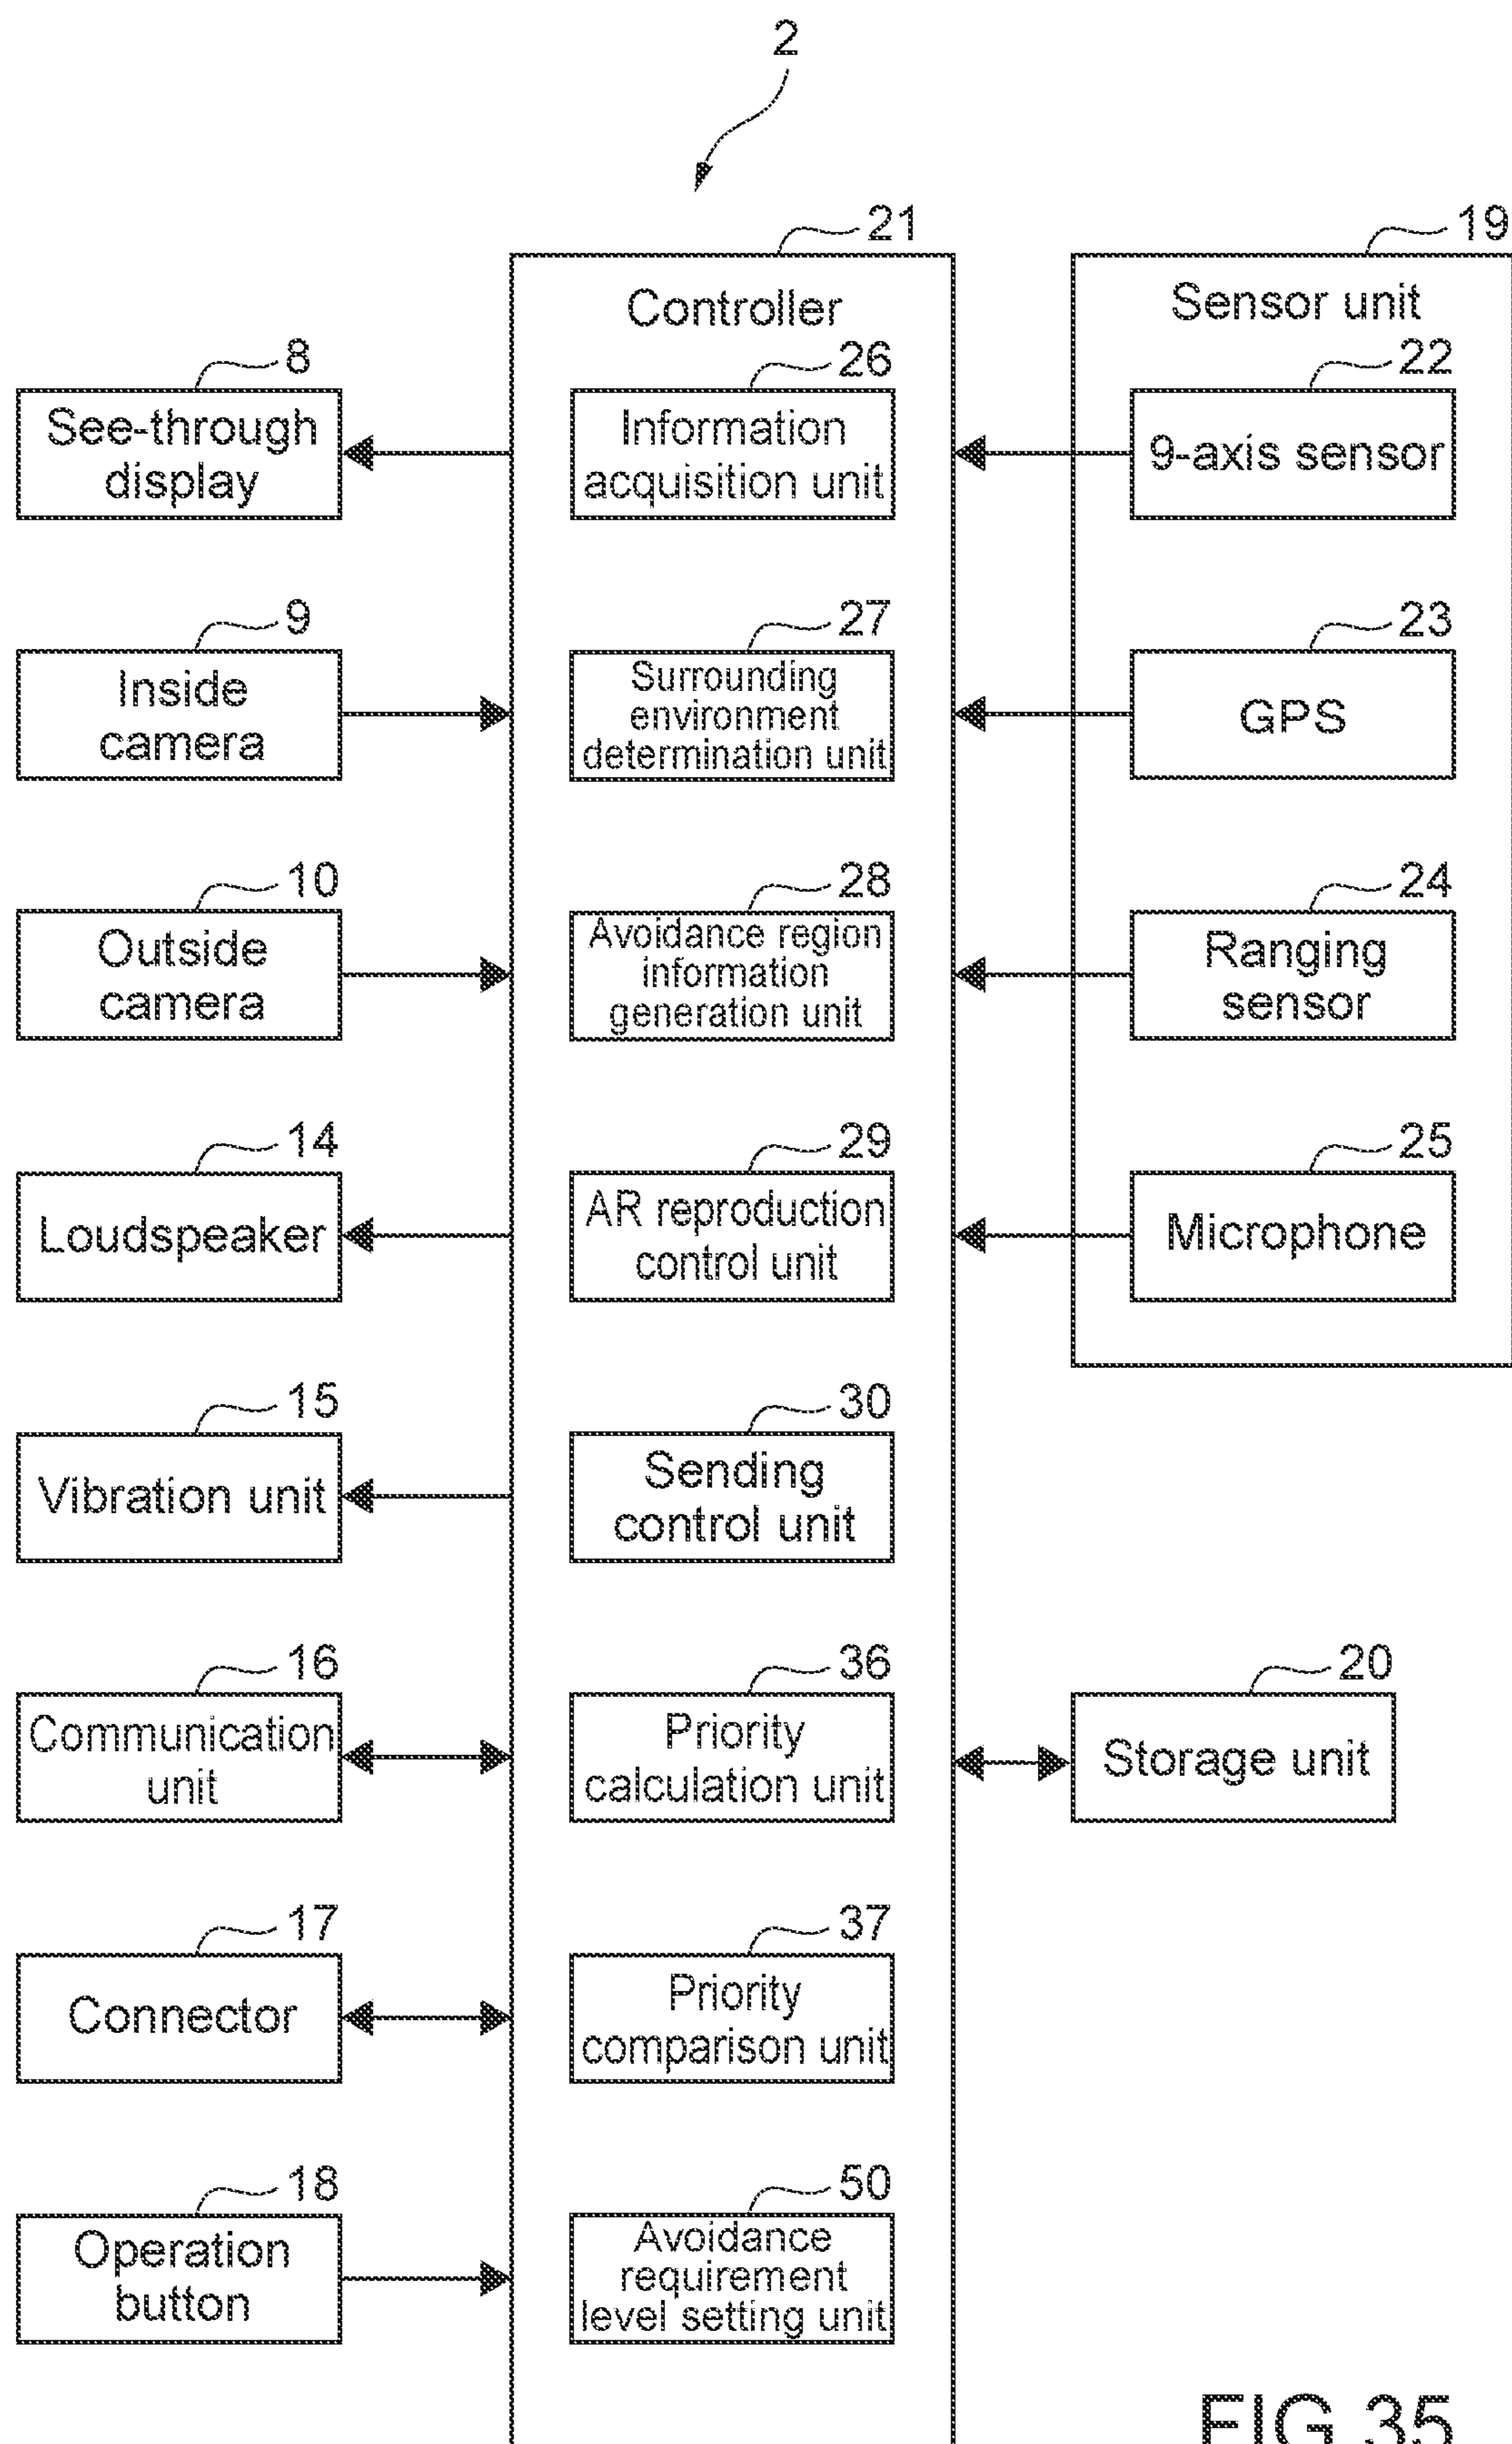 2
21
19
Controller
Sensor unit
8
26
22
See-through
display
Information
acquisition unit
9-axis sensor
9
27
23
Inside
camera
Surrounding
environment
determination unit
GPS
10
28
24
Outside
camera
Avoidance region
information
generation unit
Ranging
sensor
14
29
25
Loudspeaker
AR reproduction
control unit
Microphone
15
30
Vibration unit
Sending
control unit
16
36
20
Communication
unit
Priority
calculation unit
Storage unit
17
37
Connector
Priority
comparison unit
18
50
Operation
button
Avoidance
requirement
level setting unit
FIG.35